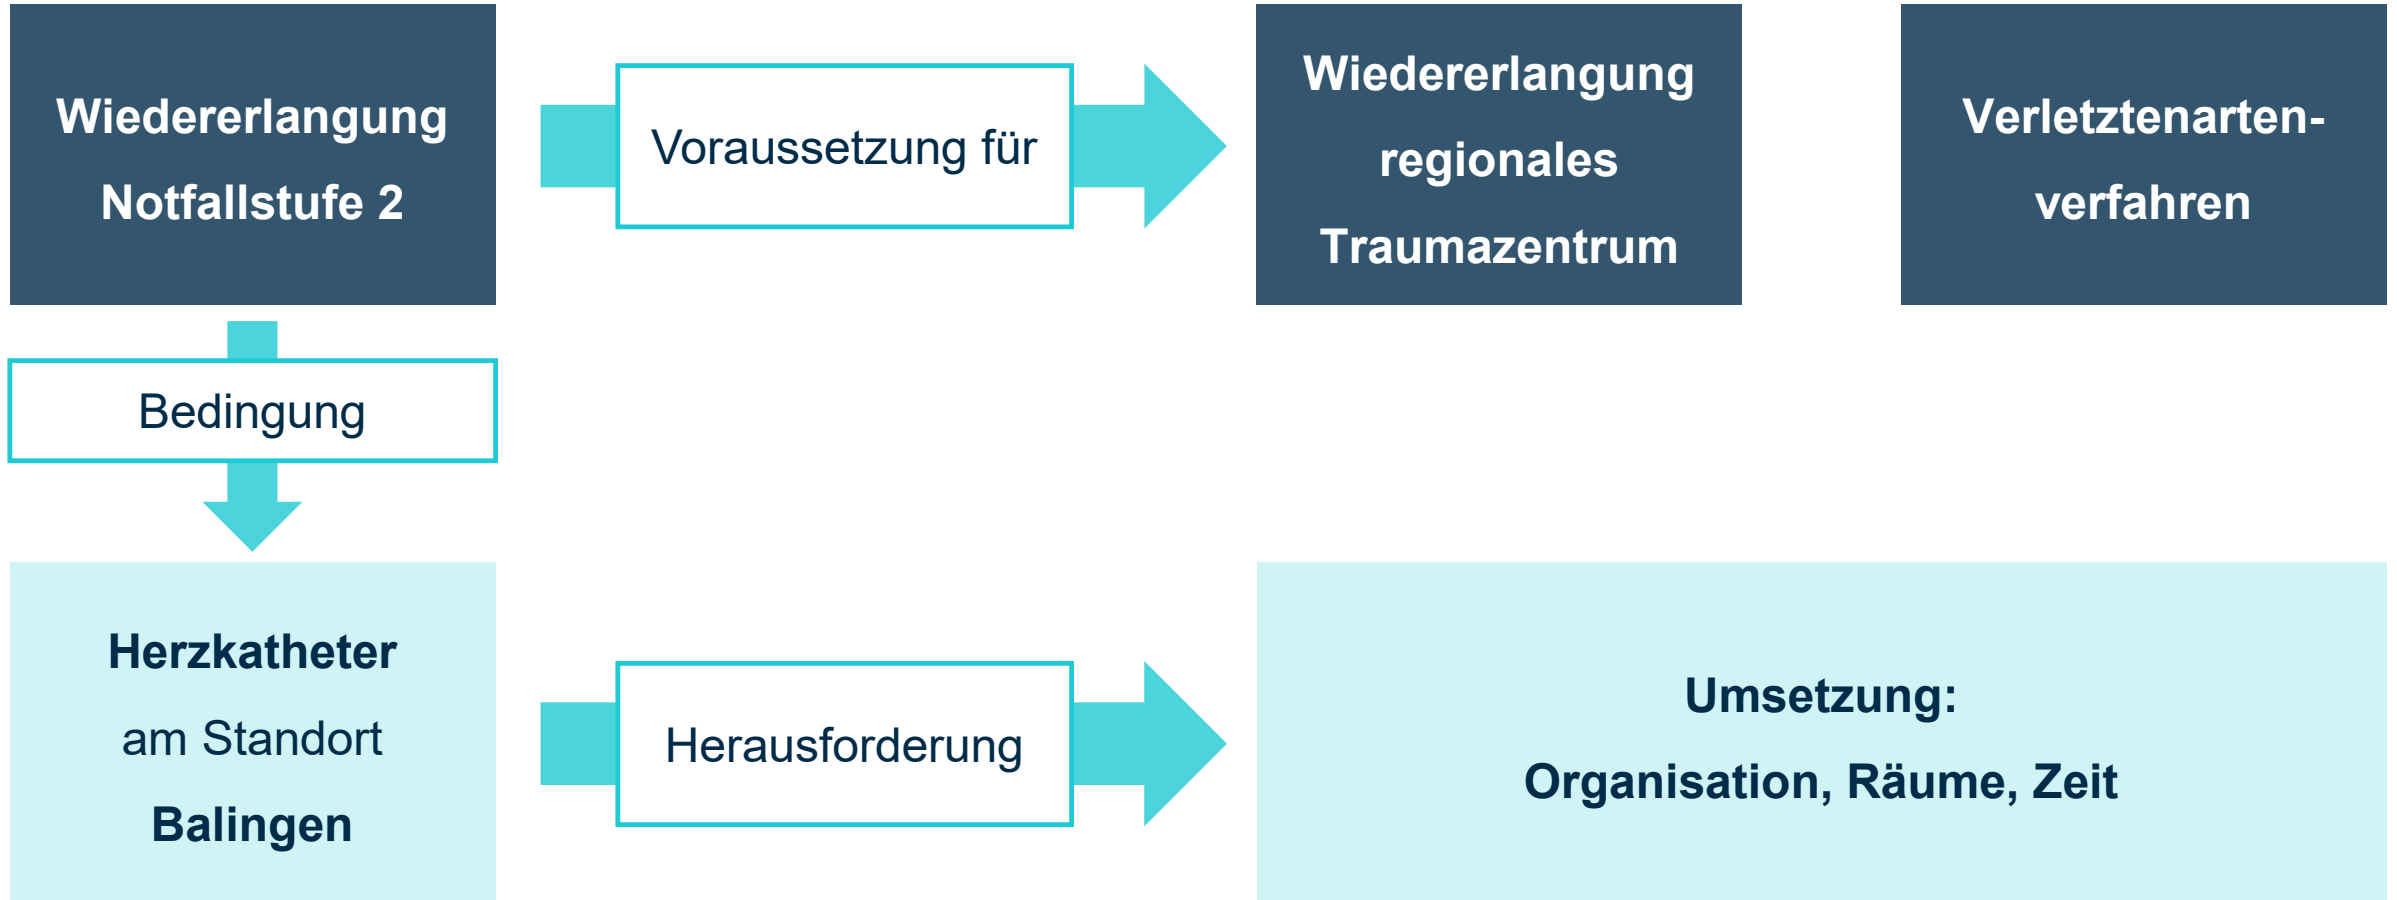 Wiedererlangung
Notfallstufe 2
Voraussetzung für
Wiedererlangung
regionales
Traumazentrum
Verletztenarten-
verfahren
Bedingung
Herzkatheter
am Standort
Balingen
Herausforderung
Umsetzung:
Organisation, Räume, Zeit